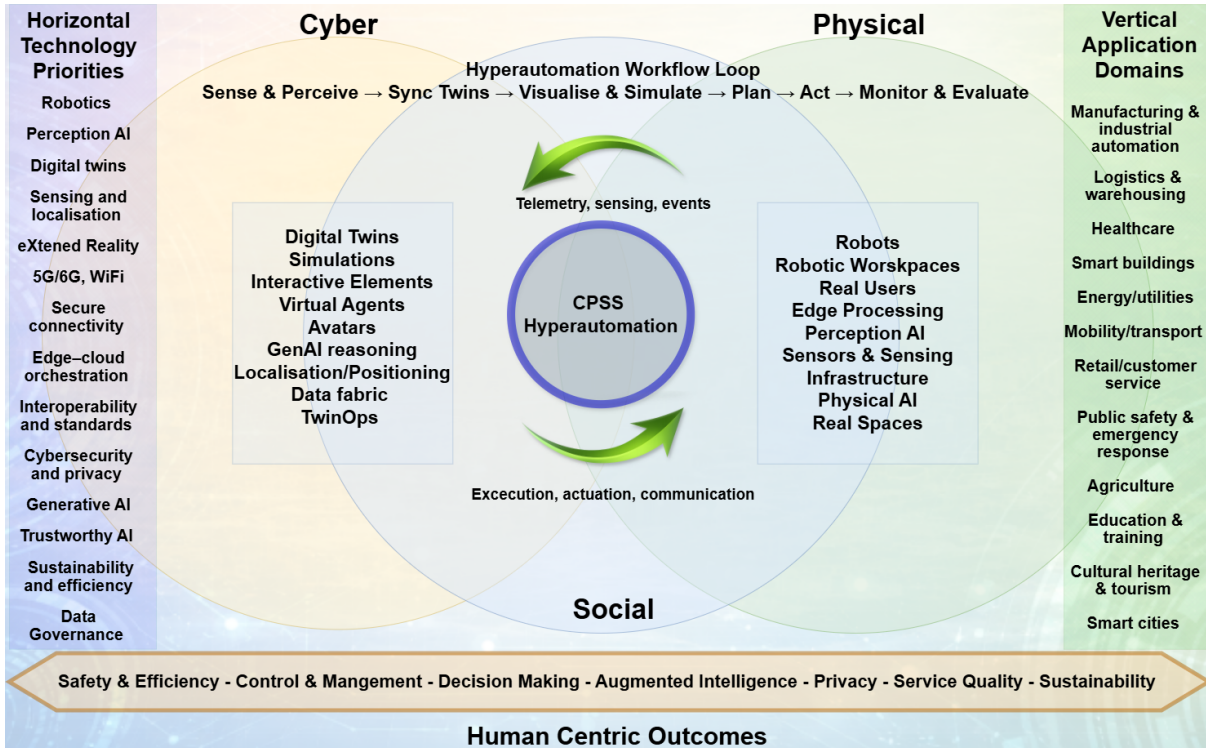 Horizontal
Technology
Priorities
Robotics
Perception AI
Digital twins
Sensing and
localisation
eXtened Reality
5G/6G, WiFi
Secure
connectivity
Edge–cloud
orchestration
Interoperability
and standards
Cybersecurity
and privacy
Generative AI
Trustworthy AI
Sustainability
and efficiency
Data
Governance
Cyber
Physical
Hyperautomation Workflow Loop
Sense & Perceive → Sync Twins → Visualise & Simulate → Plan → Act → Monitor & Evaluate
Telemetry, sensing, events
Digital Twins
Simulations
Interactive Elements
Virtual Agents
Avatars
GenAI reasoning
Localisation/Positioning
Data fabric
TwinOps
CPSS
Hyperautomation
Robots
Robotic Worskpaces
Real Users
Edge Processing
Perception AI
Sensors & Sensing
Infrastructure
Physical AI
Real Spaces
Excecution, actuation, communication
Social
Vertical
Application
Domains
Manufacturing &
industrial
automation
Logistics &
warehousing
Healthcare
Smart buildings
Energy/utilities
Mobility/transport
Retail/customer
service
Public safety &
emergency
response
Agriculture
Education &
training
Cultural heritage
& tourism
Smart cities
Safety & Efficiency - Control & Mangement - Decision Making - Augmented Intelligence - Privacy - Service Quality - Sustainability
Human Centric Outcomes